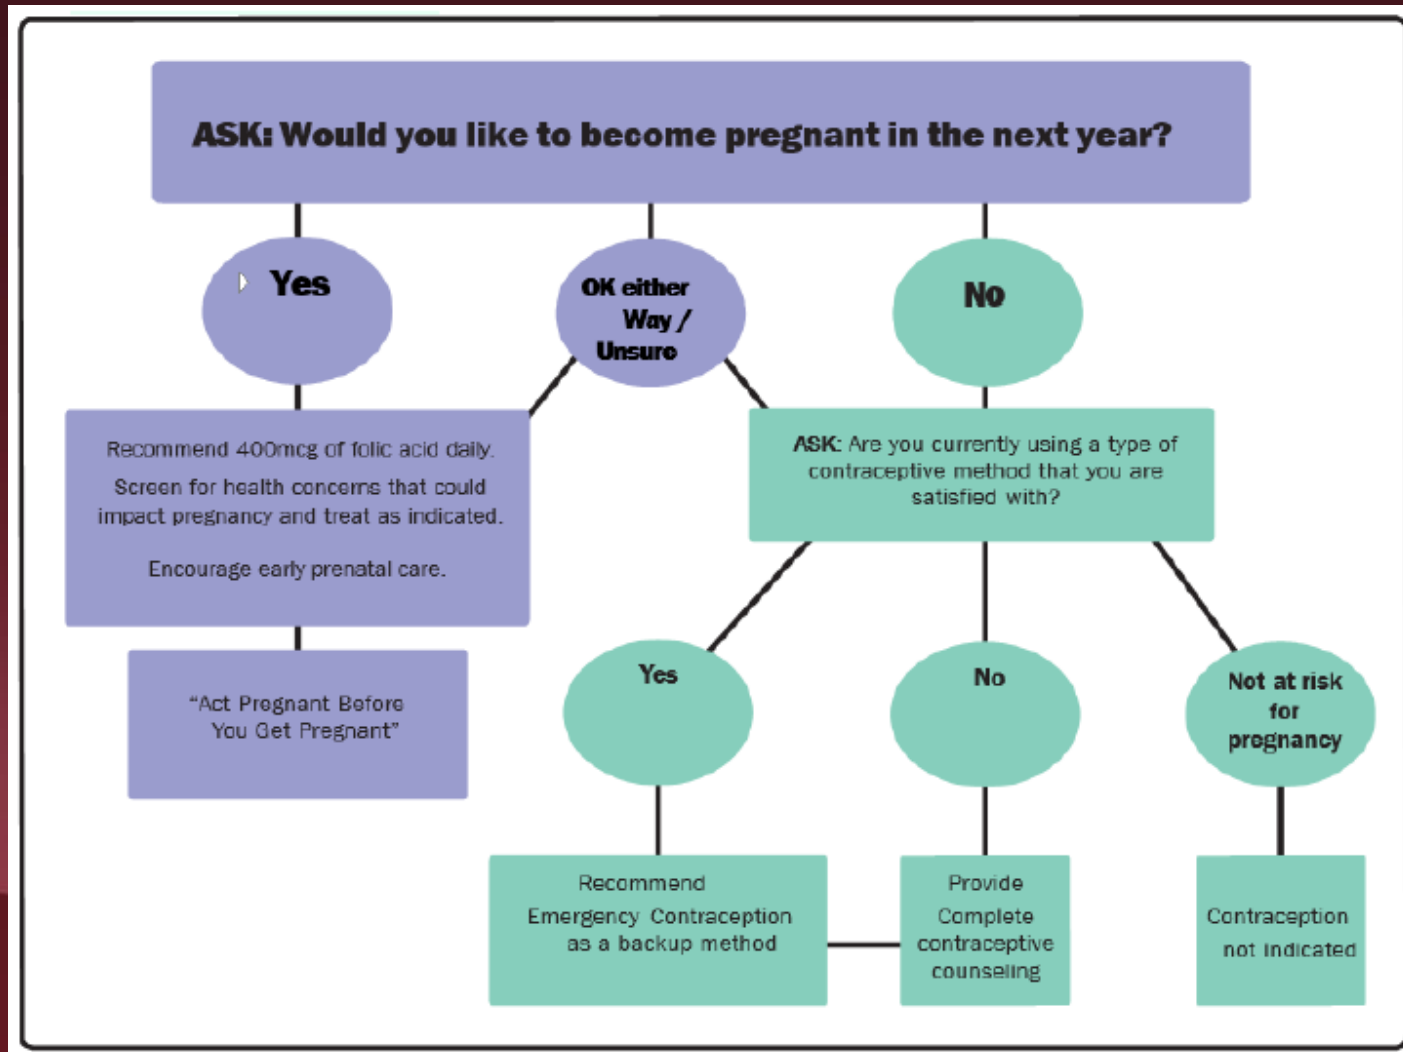 ASK: Would you like to become pregnant in the next year?
Yes
OK either
Way /
Unsure
No
Recommend 400mcg of folic acid daily.
Screen for health concerns that could
impact pregnancy and treat as indicated.
Encourage early prenatal care.
ASK: Are you currently using a type of
contraceptive method that you are
satisfied with?
"Act Pregnant Before
You Get Pregnant"
Yes
No
Not at risk
for
pregnancy
Recommend
Emergency Contraception
as a backup method
Provide
Complete
contraceptive
counseling
Contraception
not indicated